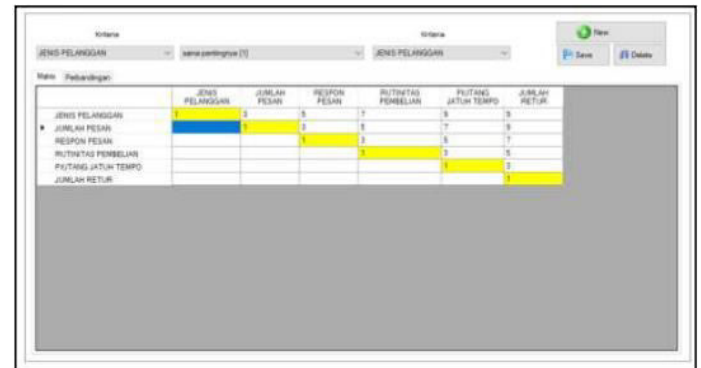 Kriteria Kriteria
New
JENIS PELANGGAN sama pentingnya [1] JENIS PELANGGAN
Save Delete
Matrix Perbandingan
JENIS PELANGGAN JUMLAH PESAN RESPON PESAN RUTINITAS PEMBELIAN PIUTANG JATUH TEMPO JUMLAH RETUR
JENIS PELANGGAN 1 3 5 7 9 9
JUMLAH PESAN 1 3 5 7 9
RESPON PESAN 1 3 5 7
RUTINITAS PEMBELIAN 1 3 5
PIUTANG JATUH TEMPO 1 3
JUMLAH RETUR 1